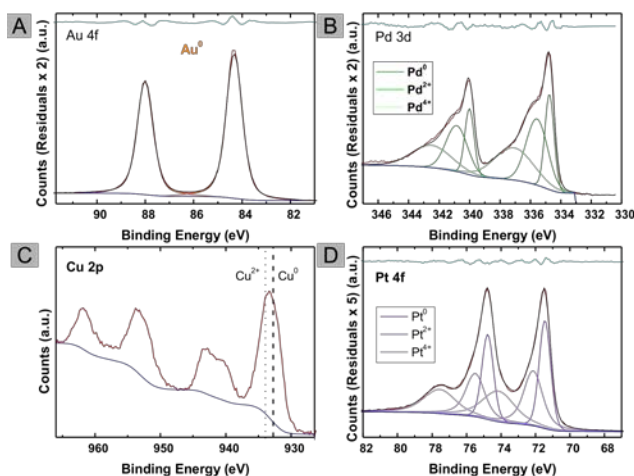 A
Au 4f
Au⁰
Counts (Residuals x 2) (a.u.)
90 88 86 84 82
Binding Energy (eV)
B
Pd 3d
Pd⁰
Pd²⁺
Pd⁴⁺
Counts (Residuals x 2) (a.u.)
346 344 342 340 338 336 334 332 330
Binding Energy (eV)
C
Cu 2p
Cu²⁺
Cu⁰
Counts (a.u.)
960 950 940 930
Binding Energy (eV)
D
Pt 4f
Pt⁰
Pt²⁺
Pt⁴⁺
Counts (Residuals x 5) (a.u.)
82 80 78 76 74 72 70 68
Binding Energy (eV)